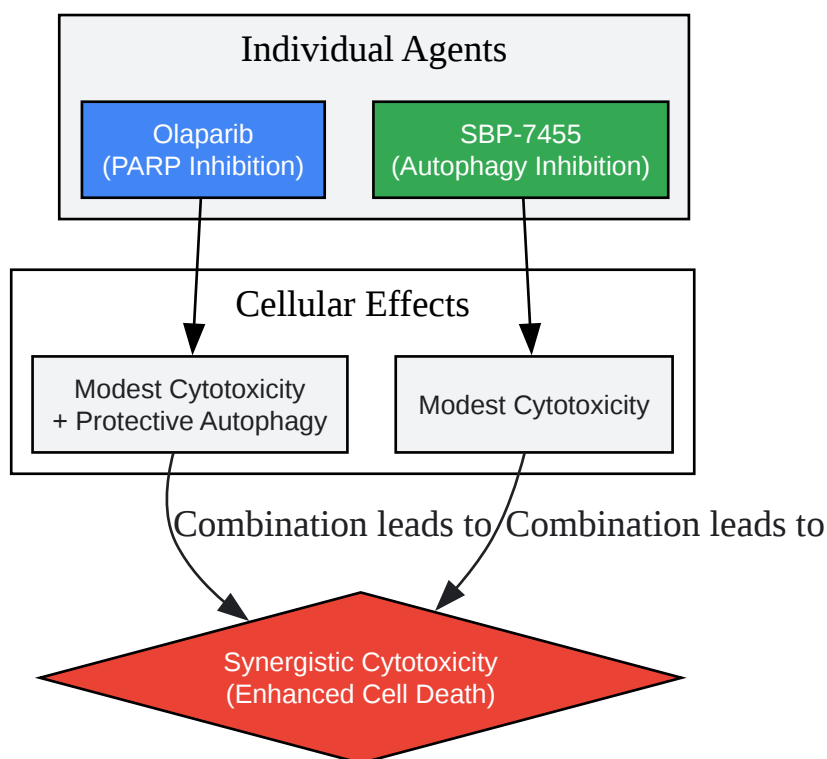 Individual Agents
Olaparib
(PARP Inhibition)
SBP-7455
(Autophagy Inhibition)
Cellular Effects
Modest Cytotoxicity
+ Protective Autophagy
Modest Cytotoxicity
Combination leads to
Combination leads to
Synergistic Cytotoxicity
(Enhanced Cell Death)